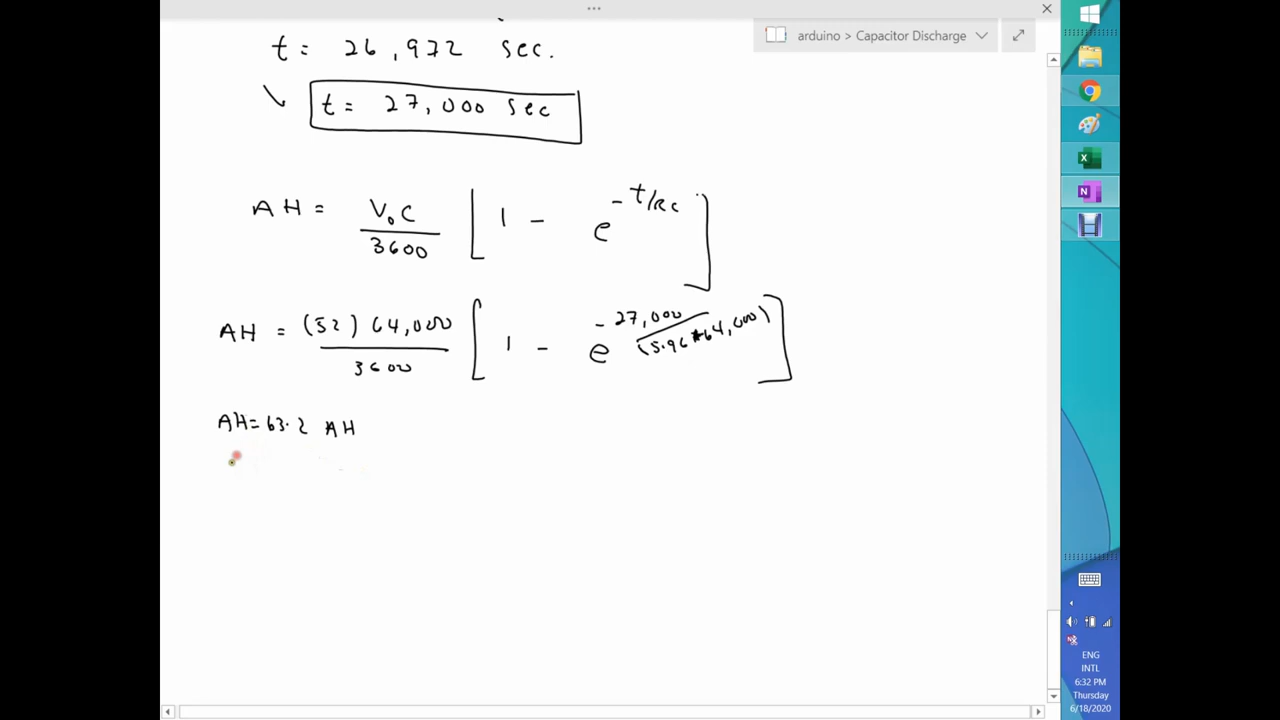 arduino > Capacitor Discharge
t = 26,972 sec.
t = 27,000 sec
AH = V₀C / 3600 [ 1 - e^-t/RC ]
AH = (52) 64,000 / 3600 [ 1 - e^-27,000/(5.96*64,000) ]
AH = 63.2 AH
ENG
INTL
6:32 PM
Thursday
6/18/2020